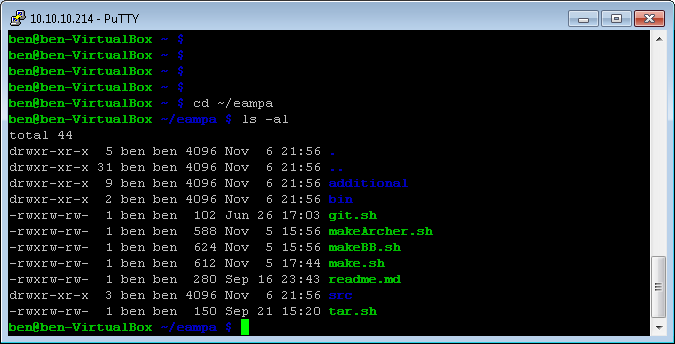 10.10.10.214 - PuTTY
ben@ben-VirtualBox ~ $
ben@ben-VirtualBox ~ $
ben@ben-VirtualBox ~ $
ben@ben-VirtualBox ~ $
ben@ben-VirtualBox ~ $ cd ~/eampa
ben@ben-VirtualBox ~/eampa $ ls -al
total 44
drwxr-xr-x  5 ben ben 4096 Nov  6 21:56 .
drwxr-xr-x 31 ben ben 4096 Nov  6 21:56 ..
drwxr-xr-x  9 ben ben 4096 Nov  6 21:56 additional
drwxr-xr-x  2 ben ben 4096 Nov  6 21:56 bin
-rwxrw-rw-  1 ben ben  102 Jun 26 17:03 git.sh
-rwxrw-rw-  1 ben ben  588 Nov  5 15:56 makeArcher.sh
-rwxrw-rw-  1 ben ben  624 Nov  5 15:56 makeBB.sh
-rwxrw-rw-  1 ben ben  612 Nov  5 17:44 make.sh
-rwxrw-rw-  1 ben ben  280 Sep 16 23:43 readme.md
drwxr-xr-x  3 ben ben 4096 Nov  6 21:56 src
-rwxrw-rw-  1 ben ben  150 Sep 21 15:20 tar.sh
ben@ben-VirtualBox ~/eampa $